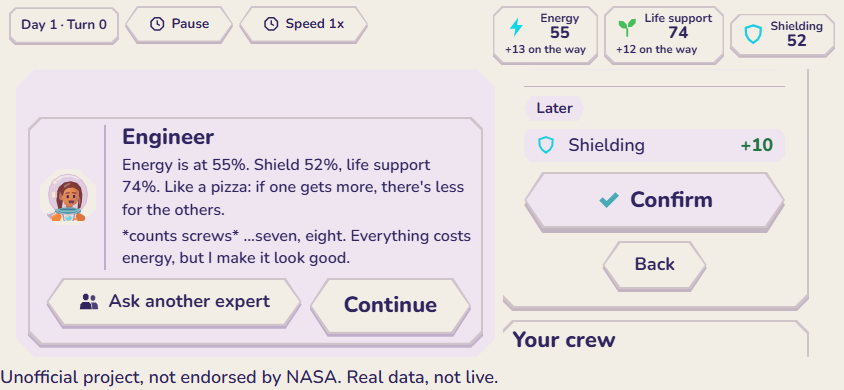 Day 1 · Turn 0
Pause
Speed 1x
Energy
55
+13 on the way
Life support
74
+12 on the way
Shielding
52
Engineer
Energy is at 55%. Shield 52%, life support
74%. Like a pizza: if one gets more, there's less
for the others.
*counts screws* ...seven, eight. Everything costs
energy, but I make it look good.
Ask another expert
Continue
Later
Shielding +10
Confirm
Back
Your crew
Unofficial project, not endorsed by NASA. Real data, not live.